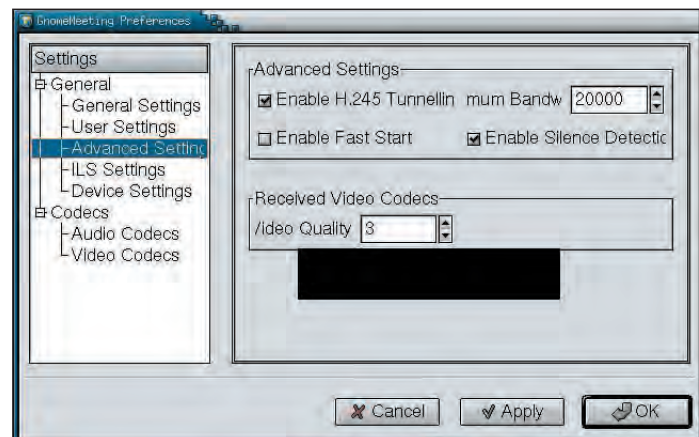 GnomeMeeting Preferences
Settings
General
General Settings
User Settings
Advanced Setting
ILS Settings
Device Settings
Codecs
Audio Codecs
Video Codecs
Advanced Settings
Enable H.245 Tunnellin mum Bandw 20000
Enable Fast Start Enable Silence Detectic
Received Video Codecs
/ideo Quality 3
Cancel Apply OK